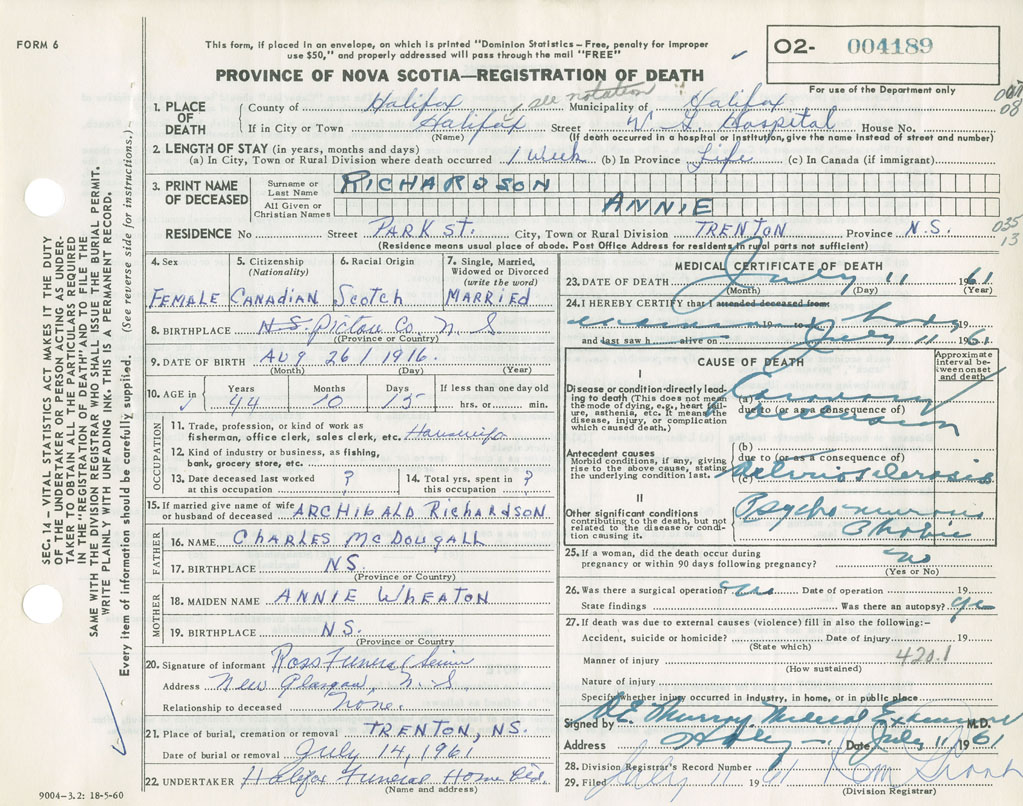 FORM 6
This form, if placed in an envelope, on which is printed "Dominion Statistics - Free, penalty for improper
use $50," and properly addressed will pass through the mail "FREE"
O2- 004189
For use of the Department only
PROVINCE OF NOVA SCOTIA—REGISTRATION OF DEATH
see notation
08
1. PLACE OF DEATH
County of Halifax Municipality of Halifax
If in City or Town Halifax Street V. G. Hospital House No.
(Name) (If death occurred in a hospital or institution, give the name instead of street and number)
2. LENGTH OF STAY (in years, months and days)
(a) In City, Town or Rural Division where death occurred 1 Week (b) In Province Life (c) In Canada (if immigrant)
3. PRINT NAME OF DECEASED
Surname or Last Name RICHARDSON
All Given or Christian Names ANNIE
RESIDENCE No. Street PARK ST. City, Town or Rural Division TRENTON Province N.S.
035
13
(Residence means usual place of abode. Post Office Address for residents in rural parts not sufficient)
4. Sex
FEMALE
5. Citizenship
(Nationality)
CANADIAN
6. Racial Origin
Scotch
7. Single, Married,
Widowed or Divorced
(write the word)
MARRIED
8. BIRTHPLACE N.S. Pictou Co. N S
(Province or Country)
9. DATE OF BIRTH AUG 26 / 1916.
(Month) (Day) (Year)
10. AGE in
Years Months Days If less than one day old
44 10 15 hrs. or min.
OCCUPATION
11. Trade, profession, or kind of work as
fisherman, office clerk, sales clerk, etc. Housewife
12. Kind of industry or business, as fishing,
bank, grocery store, etc.
13. Date deceased last worked
at this occupation ?
14. Total yrs. spent in
this occupation ?
15. If married give name of wife
or husband of deceased ARCHIBALD RICHARDSON
FATHER
16. NAME CHARLES McDOUGALL
17. BIRTHPLACE N.S.
(Province or Country)
MOTHER
18. MAIDEN NAME ANNIE WHEATON
19. BIRTHPLACE N.S.
(Province or Country)
20. Signature of informant Ross Funeral
Address New Glasgow, N.S
Relationship to deceased None.
21. Place of burial, cremation or removal TRENTON, NS.
Date of burial or removal July 14, 1961
22. UNDERTAKER Halifax Funeral Home Ltd.
(Name and address)
MEDICAL CERTIFICATE OF DEATH
23. DATE OF DEATH July 11 1961
(Month) (Day) (Year)
24. I HEREBY CERTIFY that I attended deceased from:
19 to body 19
and last saw h alive on July 11 1961
CAUSE OF DEATH
Approximate interval between onset and death
I
Disease or condition directly leading to death (This does not mean
the mode of dying, e.g., heart failure, asthenia, etc. It means the
disease, injury, or complication
which caused death.)
(a) Coronary
due to (or as a consequence of)
occlusion
Antecedent causes
Morbid conditions, if any, giving
rise to the above cause, stating
the underlying condition last.
(b)
due to (or as a consequence of)
(c) Arteriosclerosis
II
Other significant conditions
contributing to the death, but not
related to the disease or condition causing it.
Psychoneurosis
25. If a woman, did the death occur during
pregnancy or within 90 days following pregnancy? no
(Yes or No)
26. Was there a surgical operation? no Date of operation 19
State findings Was there an autopsy? yes
27. If death was due to external causes (violence) fill in also the following:-
Accident, suicide or homicide? Date of injury 19
(State which)
Manner of injury 420.1
(How sustained)
Nature of injury
Specify whether injury occurred in industry, in home, or in public place
Signed by Murray, Medical Examiner M.D.
Address Date July 11 1961
28. Division Registrar's Record Number
29. Filed July 11 1961
(Division Registrar)
SEC. 14 – VITAL STATISTICS ACT MAKES IT THE DUTY
OF THE UNDERTAKER OR PERSON ACTING AS UNDERTAKER TO OBTAIN ALL THE PARTICULARS REQUIRED
IN THE "REGISTRATION OF DEATH" AND TO FILE THE
SAME WITH THE DIVISION REGISTRAR WHO SHALL ISSUE THE BURIAL PERMIT.
WRITE PLAINLY WITH UNFADING INK. THIS IS A PERMANENT RECORD.
Every item of information should be carefully supplied. (See reverse side for instructions.)
9004–3.2: 18-5-60